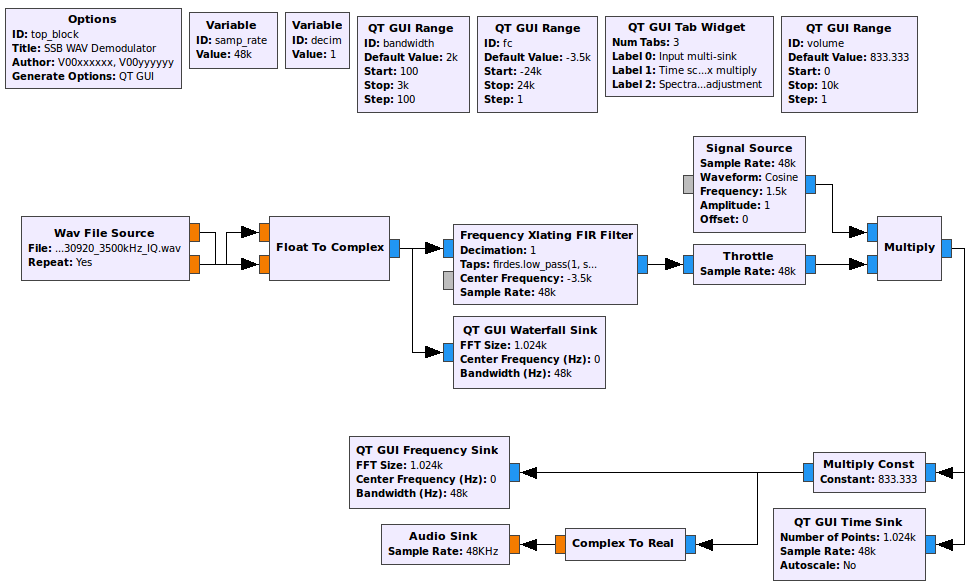 Options
ID: top_block
Title: SSB WAV Demodulator
Author: V00xxxxxx, V00yyyyyy
Generate Options: QT GUI
Variable
ID: samp_rate
Value: 48k
Variable
ID: decim
Value: 1
QT GUI Range
ID: bandwidth
Default Value: 2k
Start: 100
Stop: 3k
Step: 100
QT GUI Range
ID: fc
Default Value: -3.5k
Start: -24k
Stop: 24k
Step: 1
QT GUI Tab Widget
Num Tabs: 3
Label 0: Input multi-sink
Label 1: Time sc...x multiply
Label 2: Spectra...adjustment
QT GUI Range
ID: volume
Default Value: 833.333
Start: 0
Stop: 10k
Step: 1
Signal Source
Sample Rate: 48k
Waveform: Cosine
Frequency: 1.5k
Amplitude: 1
Offset: 0
Wav File Source
File: ...30920_3500kHz_IQ.wav
Repeat: Yes
Float To Complex
Frequency Xlating FIR Filter
Decimation: 1
Taps: firdes.low_pass(1, s...
Center Frequency: -3.5k
Sample Rate: 48k
Throttle
Sample Rate: 48k
Multiply
QT GUI Waterfall Sink
FFT Size: 1.024k
Center Frequency (Hz): 0
Bandwidth (Hz): 48k
QT GUI Frequency Sink
FFT Size: 1.024k
Center Frequency (Hz): 0
Bandwidth (Hz): 48k
Multiply Const
Constant: 833.333
Audio Sink
Sample Rate: 48KHz
Complex To Real
QT GUI Time Sink
Number of Points: 1.024k
Sample Rate: 48k
Autoscale: No